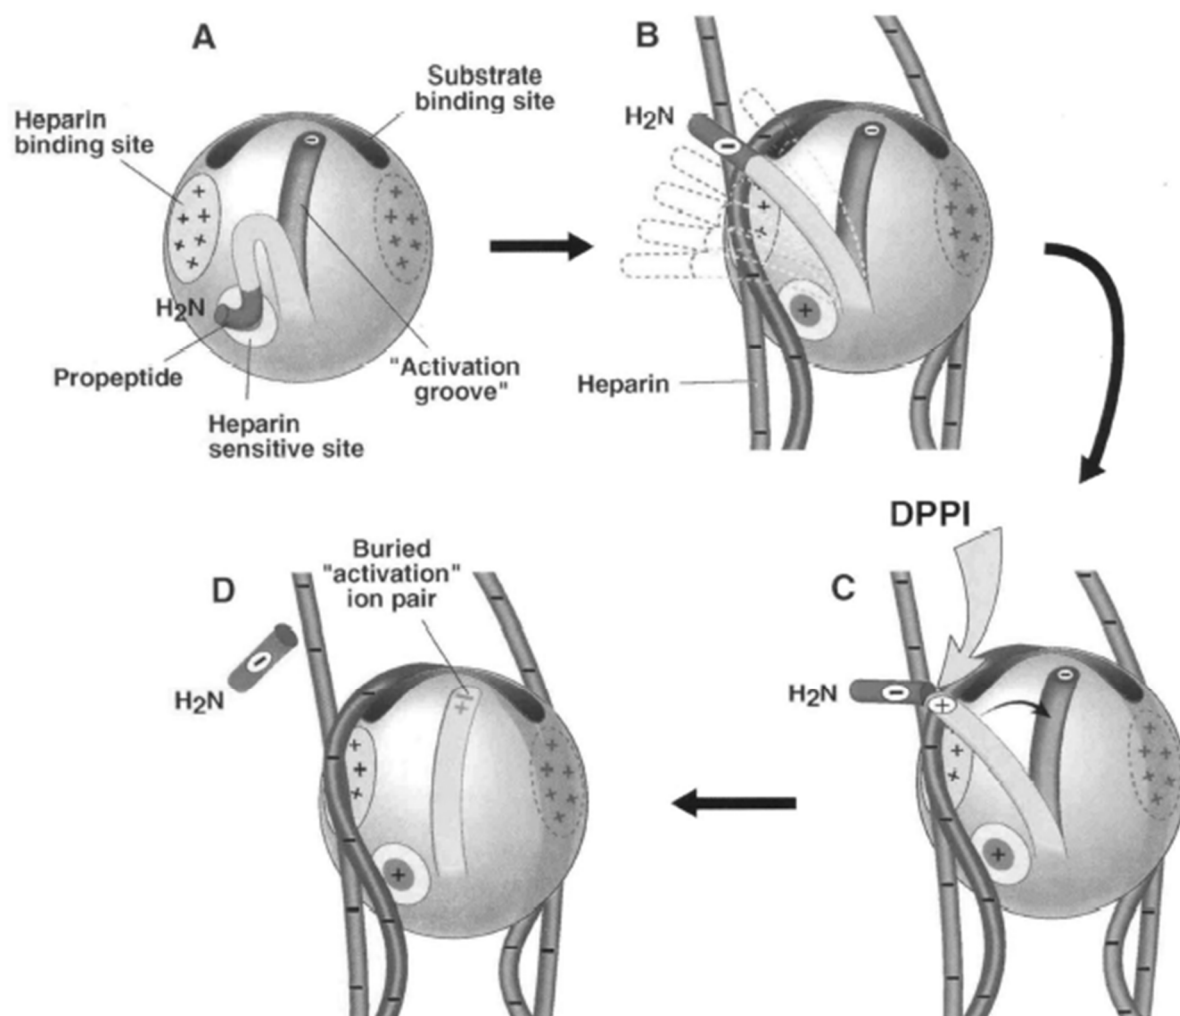 A
Substrate
binding site
Heparin
binding site
H2N
Propeptide
"Activation
groove"
Heparin
sensitive site
B
H2N
Heparin
DPPI
C
H2N
D
Buried
"activation"
ion pair
H2N